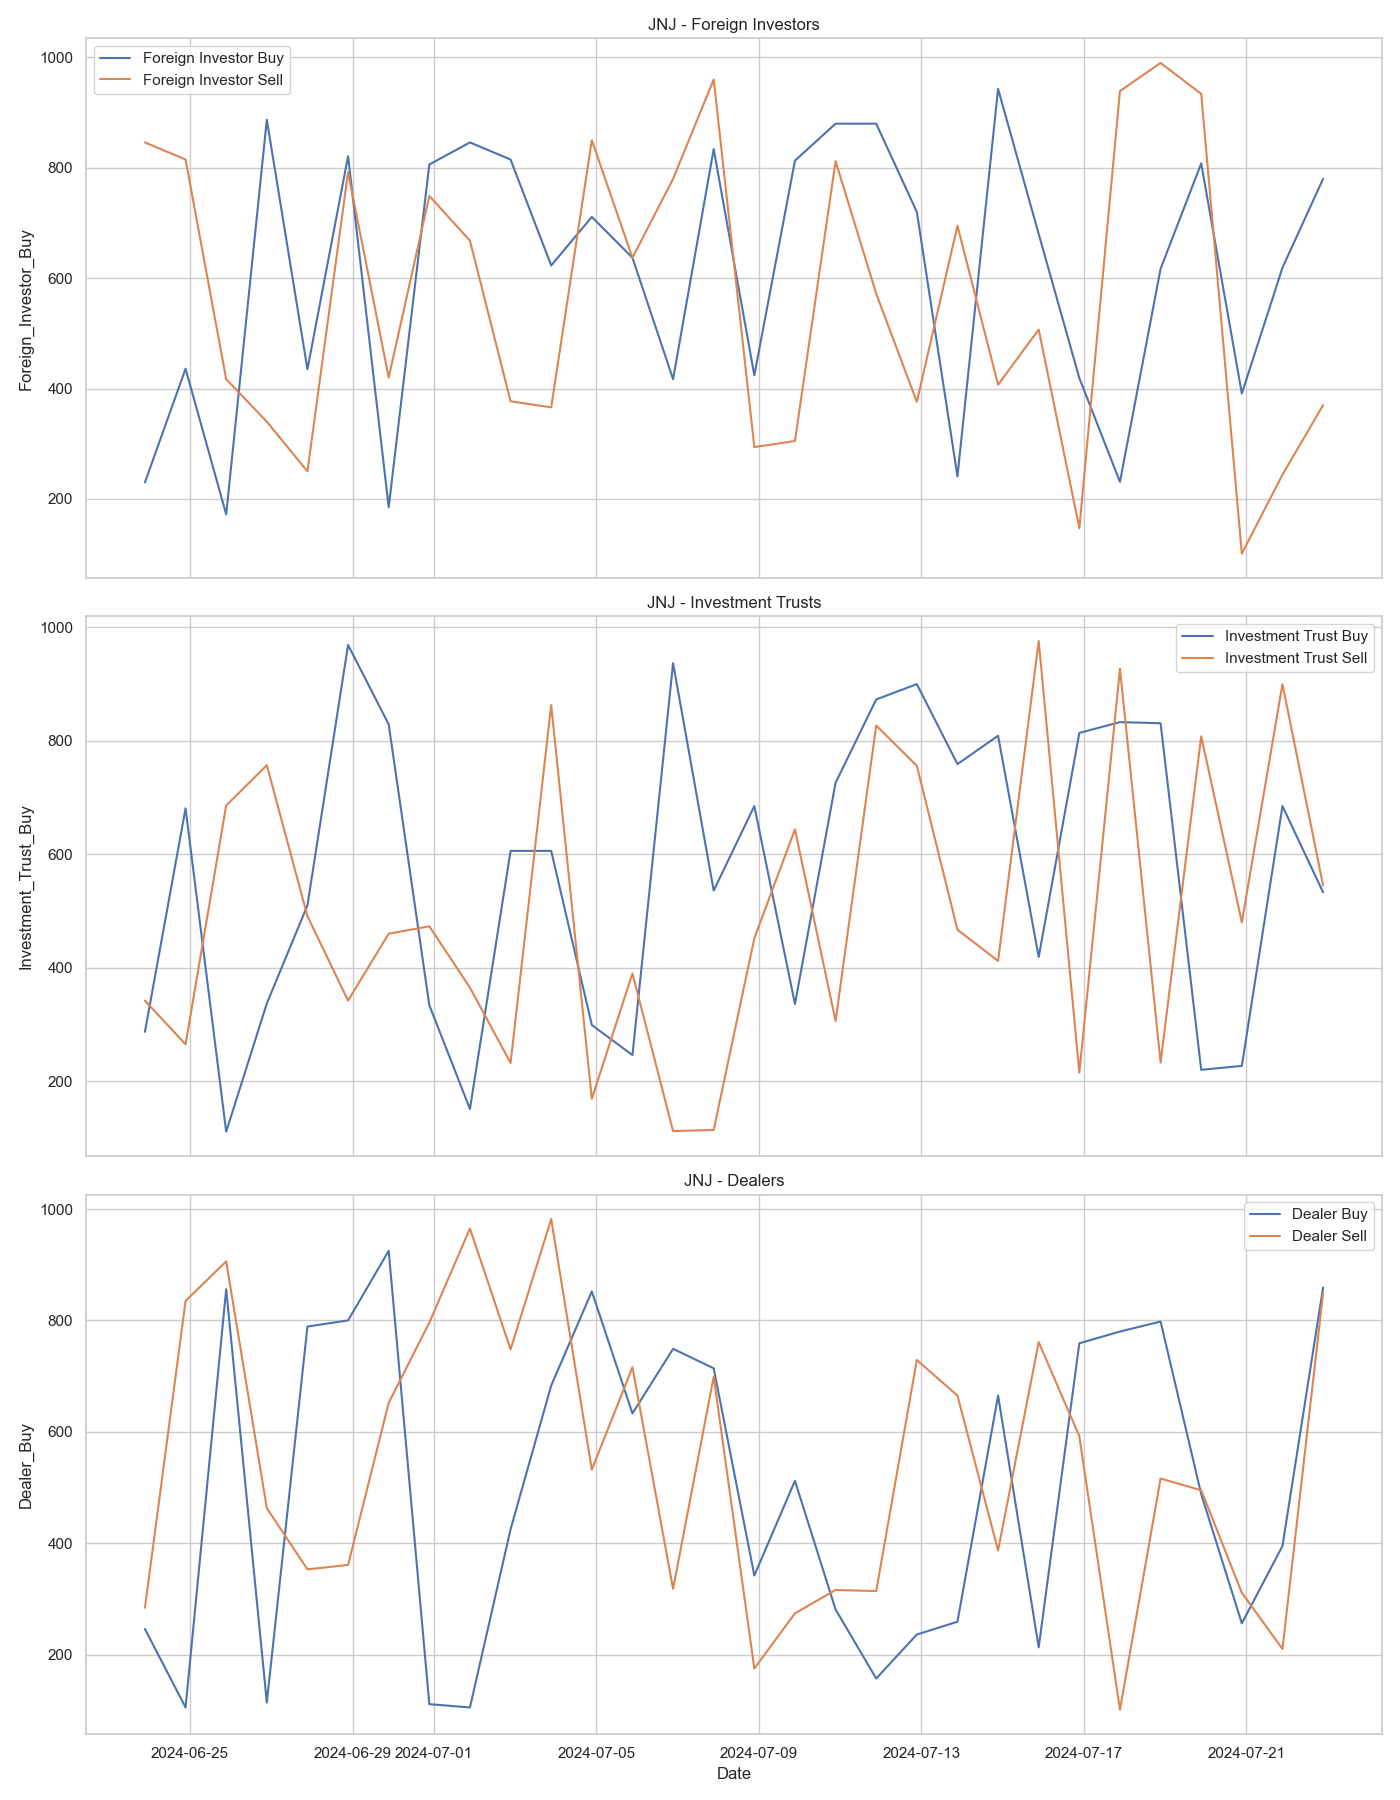 JNJ - Foreign Investors
Foreign_Investor_Buy
1000
800
600
400
200
Foreign Investor Buy
Foreign Investor Sell
JNJ - Investment Trusts
Investment_Trust_Buy
1000
800
600
400
200
Investment Trust Buy
Investment Trust Sell
JNJ - Dealers
Dealer_Buy
1000
800
600
400
200
Dealer Buy
Dealer Sell
2024-06-25 2024-06-29 2024-07-01 2024-07-05 2024-07-09 2024-07-13 2024-07-17 2024-07-21
Date